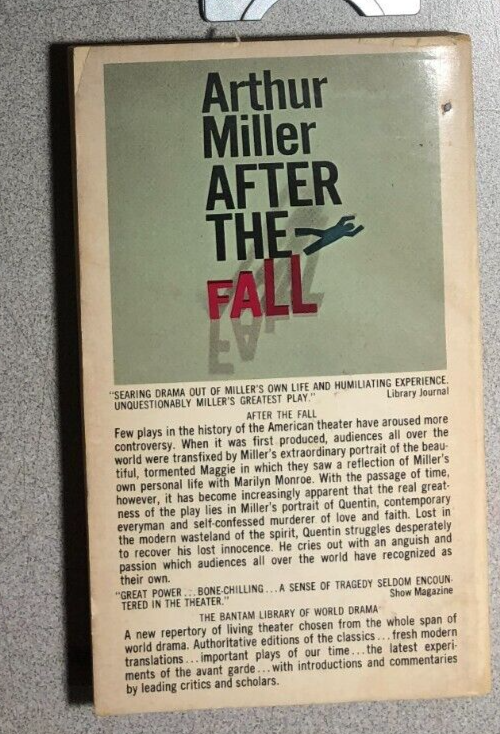 Arthur
Miller
AFTER
THE
FALL
"SEARING DRAMA OUT OF MILLER'S OWN LIFE AND HUMILIATING EXPERIENCE.
UNQUESTIONABLY MILLER'S GREATEST PLAY." Library Journal
AFTER THE FALL
Few plays in the history of the American theater have aroused more
controversy. When it was first produced, audiences all over the
world were transfixed by Miller's extraordinary portrait of the beau-
tiful, tormented Maggie in which they saw a reflection of Miller's
own personal life with Marilyn Monroe. With the passage of time,
however, it has become increasingly apparent that the real great-
ness of the play lies in Miller's portrait of Quentin, contemporary
everyman and self-confessed murderer of love and faith. Lost in
the modern wasteland of the spirit, Quentin struggles desperately
to recover his lost innocence. He cries out with an anguish and
passion which audiences all over the world have recognized as
their own.
"GREAT POWER...BONE-CHILLING...A SENSE OF TRAGEDY SELDOM ENCOUN-
TERED IN THE THEATER." Show Magazine
THE BANTAM LIBRARY OF WORLD DRAMA
A new repertory of living theater chosen from the whole span of
world drama. Authoritative editions of the classics...fresh modern
translations...important plays of our time...the latest experi-
ments of the avant garde...with introductions and commentaries
by leading critics and scholars.